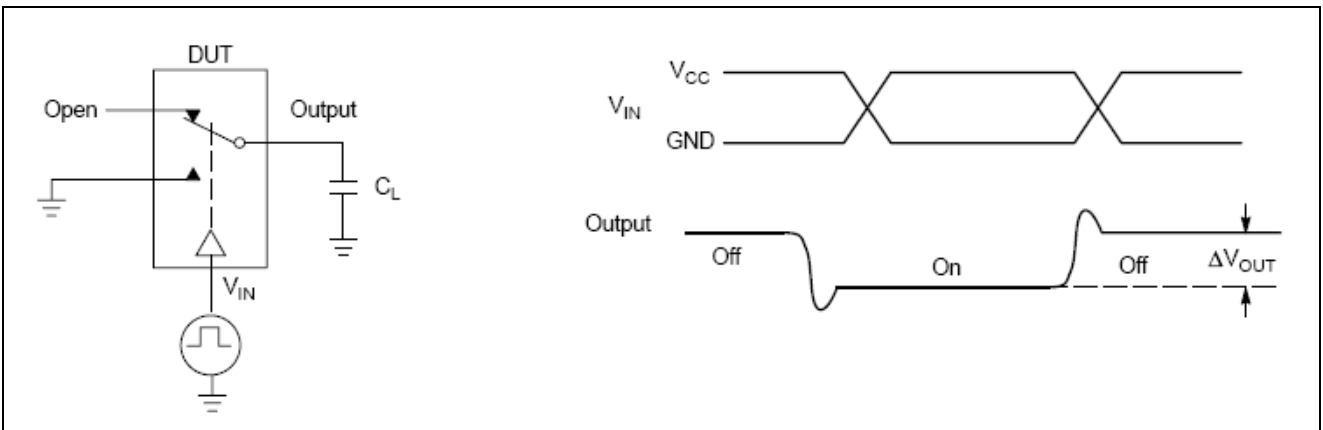 DUT
Open
Output
C_L
V_IN
V_CC
V_IN
GND
Output
Off
On
Off
ΔV_OUT